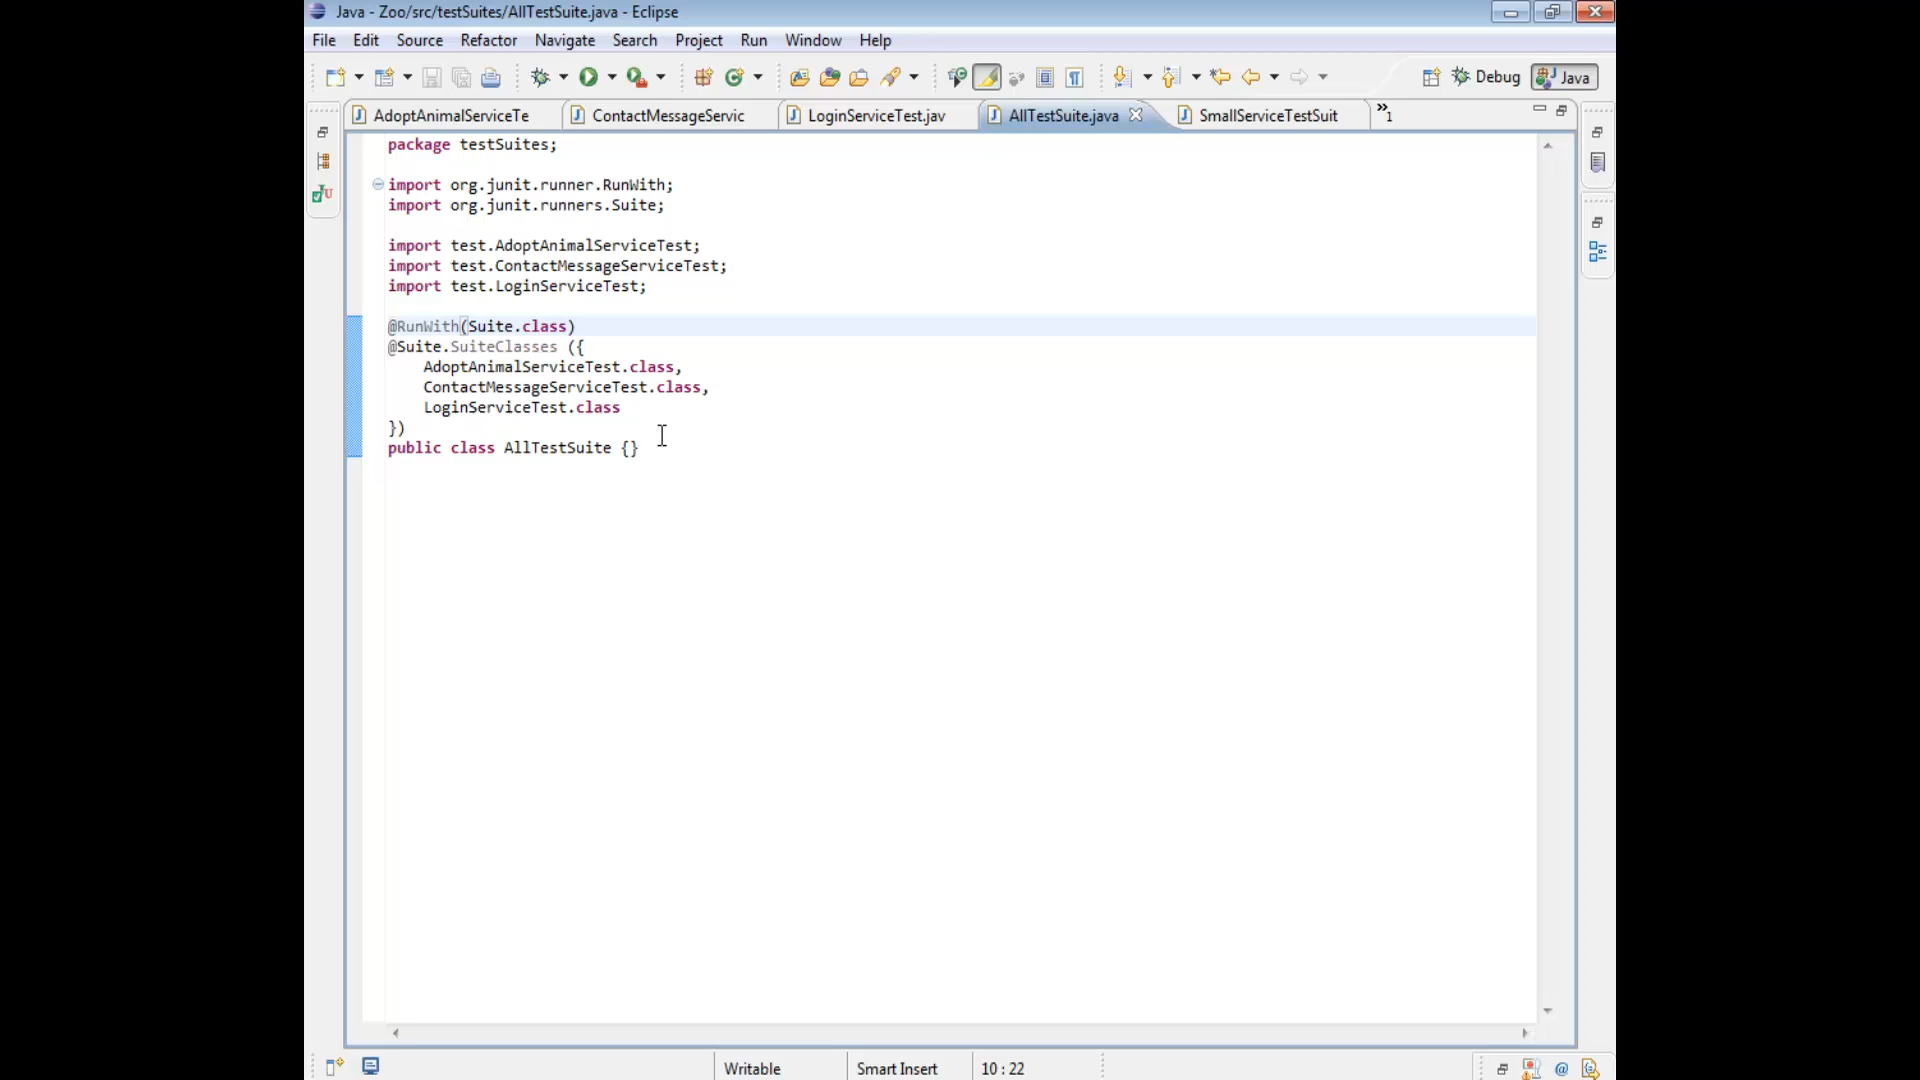 Java - Zoo/src/testSuites/AllTestSuite.java - Eclipse
File Edit Source Refactor Navigate Search Project Run Window Help
Debug Java
AdoptAnimalServiceTe ContactMessageServic LoginServiceTest.jav AllTestSuite.java SmallServiceTestSuit »1
package testSuites;
import org.junit.runner.RunWith;
import org.junit.runners.Suite;
import test.AdoptAnimalServiceTest;
import test.ContactMessageServiceTest;
import test.LoginServiceTest;
@RunWith(Suite.class)
@Suite.SuiteClasses ({
AdoptAnimalServiceTest.class,
ContactMessageServiceTest.class,
LoginServiceTest.class
})
public class AllTestSuite {}
Writable Smart Insert 10 : 22